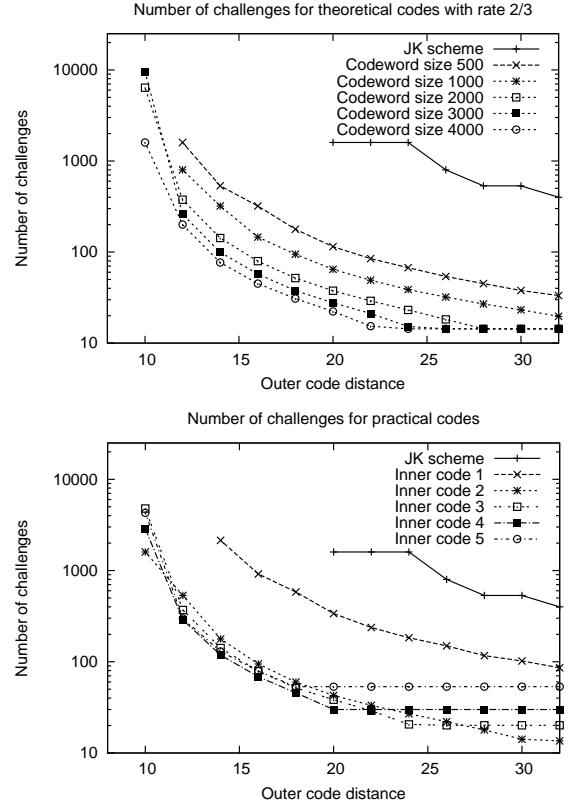 Number of challenges for theoretical codes with rate 2/3
Number of challenges
10000
1000
100
10
JK scheme
Codeword size 500
Codeword size 1000
Codeword size 2000
Codeword size 3000
Codeword size 4000
10 15 20 25 30
Outer code distance
Number of challenges for practical codes
Number of challenges
10000
1000
100
10
JK scheme
Inner code 1
Inner code 2
Inner code 3
Inner code 4
Inner code 5
10 15 20 25 30
Outer code distance